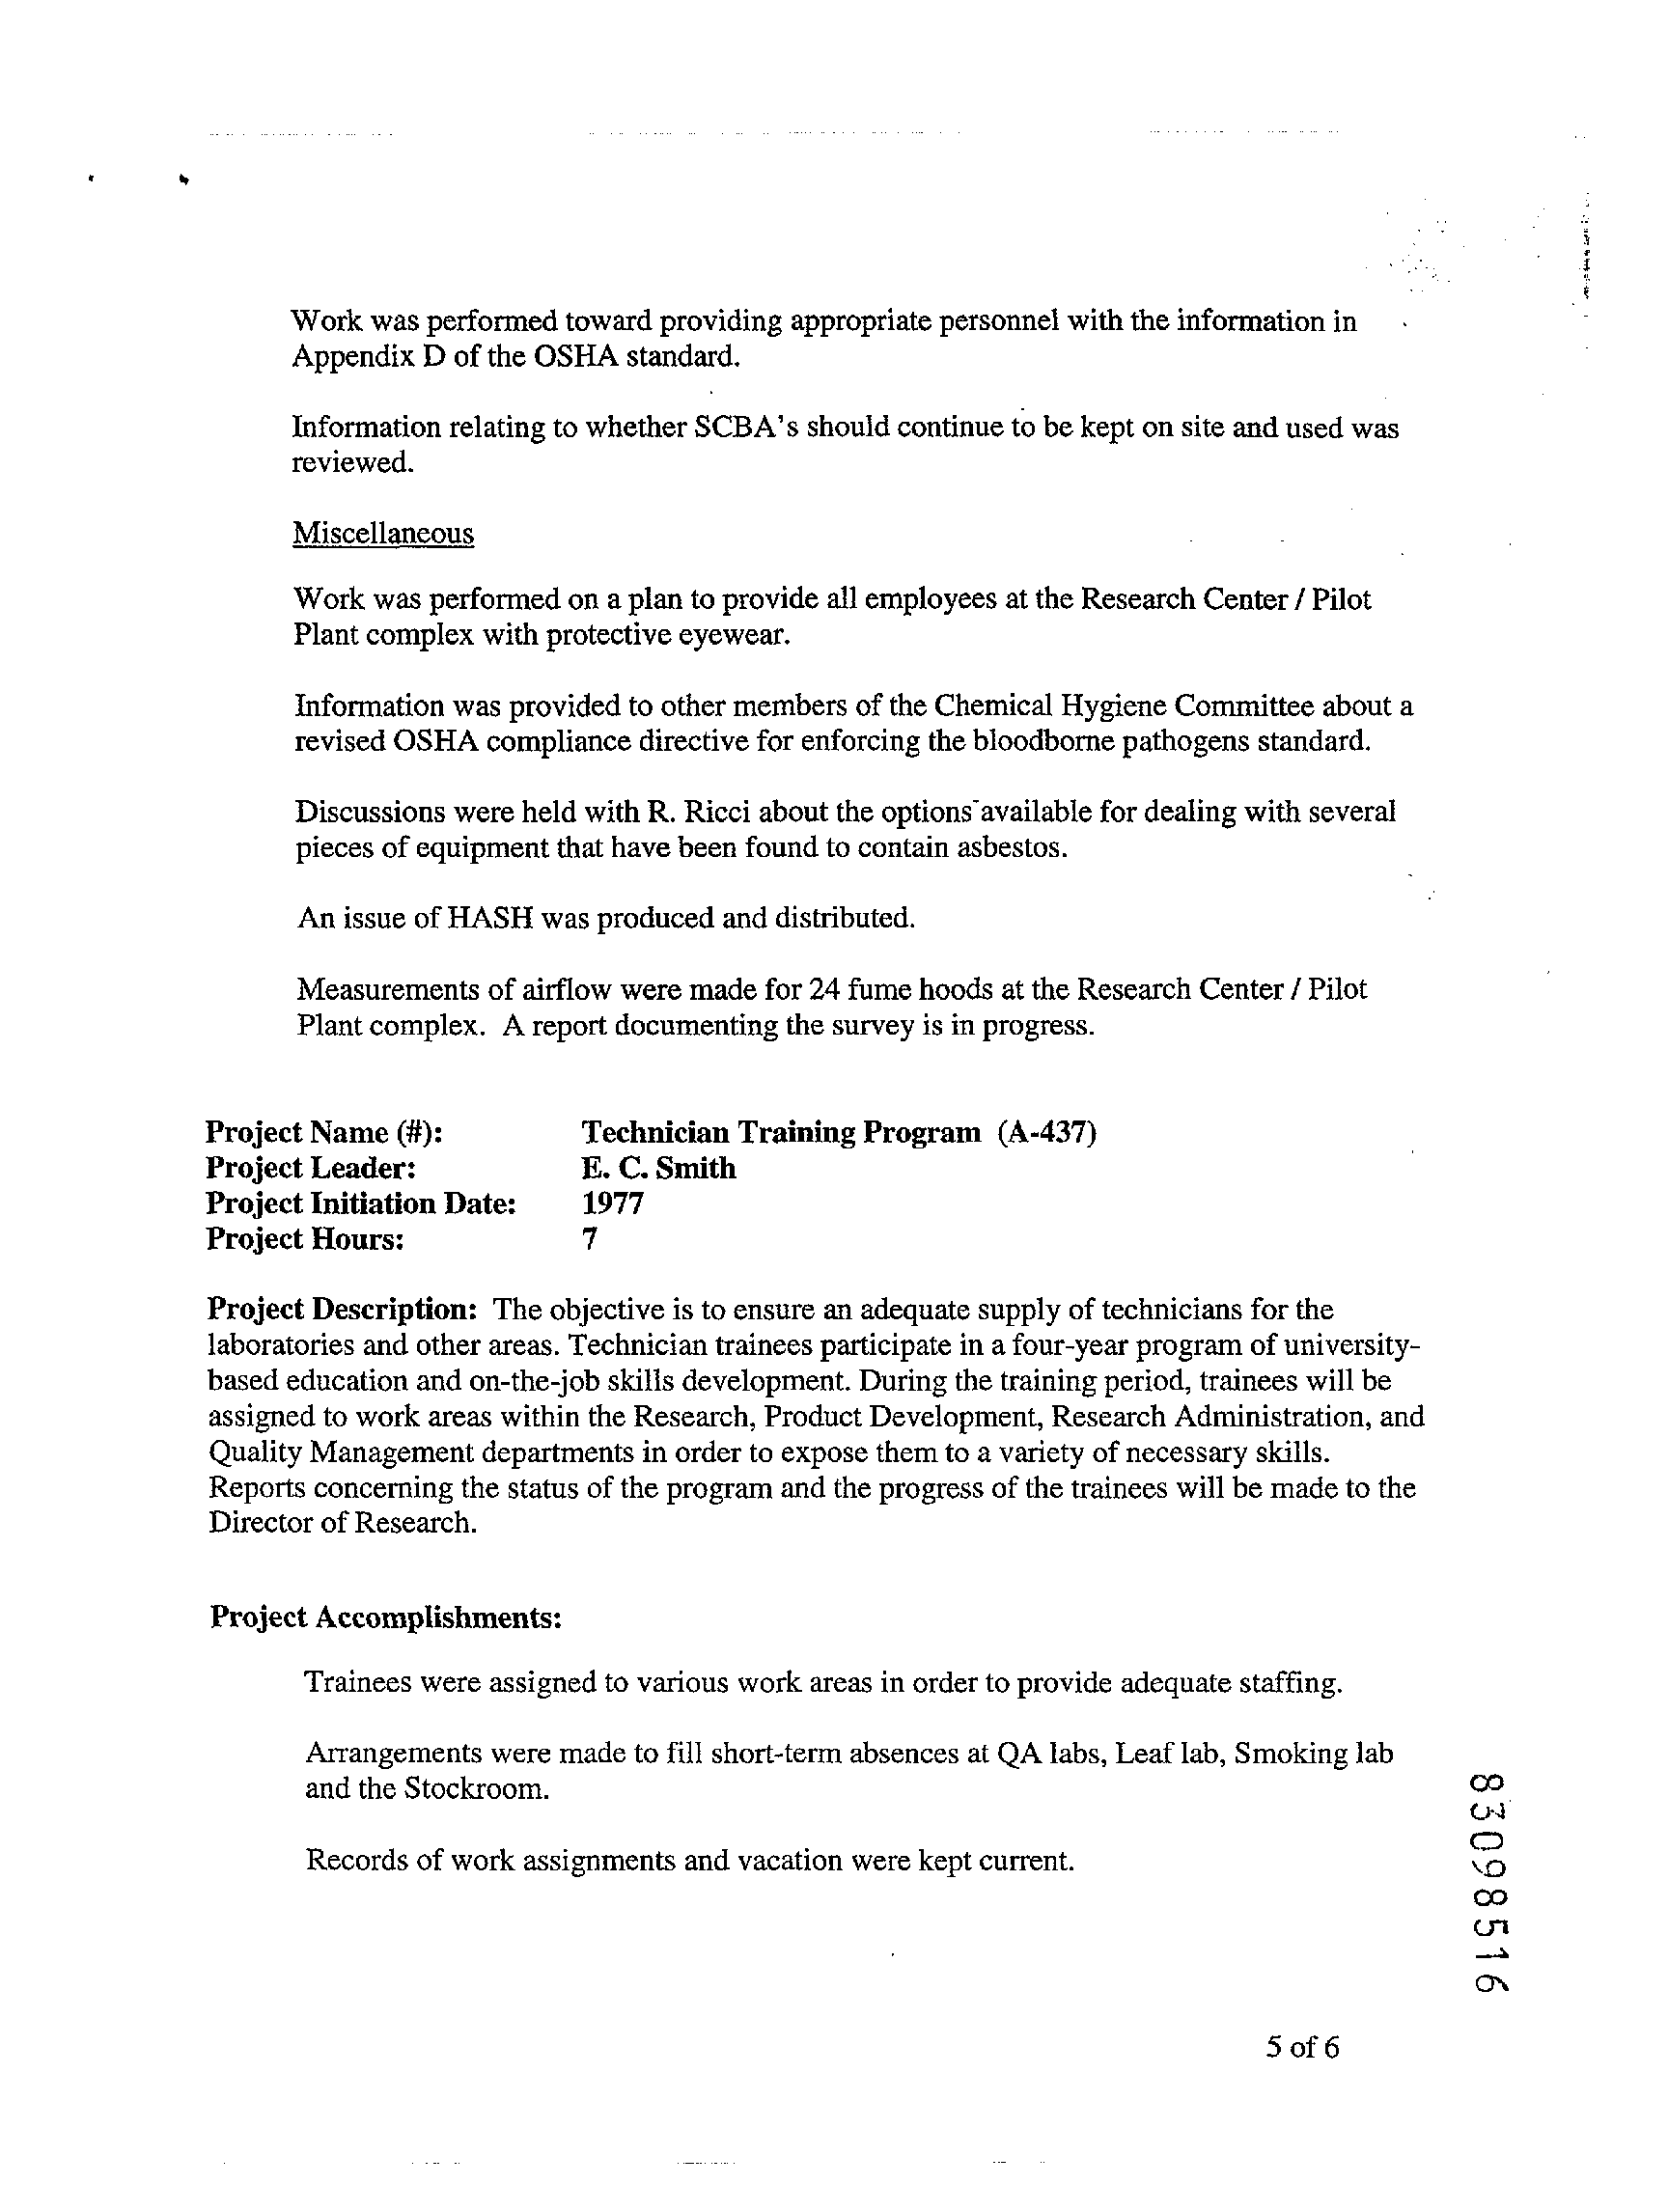 Work was performed toward providing appropriate personnel with the information in
Appendix D of the OSHA standard.
Information relating to whether SCBA's should continue to be kept on site and used was
reviewed.
Miscellaneous
Work was performed on a plan to provide all employees at the Research Center / Pilot
Plant complex with protective eyewear.
Information was provided to other members of the Chemical Hygiene Committee about a
revised OSHA compliance directive for enforcing the bloodborne pathogens standard.
Discussions were held with R. Ricci about the options available for dealing with several
pieces of equipment that have been found to contain asbestos.
An issue of HASH was produced and distributed.
Measurements of airflow were made for 24 fume hoods at the Research Center / Pilot
Plant complex. A report documenting the survey is in progress.
Project Name (#): Technician Training Program (A-437)
Project Leader: E. C. Smith
Project Initiation Date: 1977
Project Hours: 7
Project Description: The objective is to ensure an adequate supply of technicians for the
laboratories and other areas. Technician trainees participate in a four-year program of university-
based education and on-the-job skills development. During the training period, trainees will be
assigned to work areas within the Research, Product Development, Research Administration, and
Quality Management departments in order to expose them to a variety of necessary skills.
Reports concerning the status of the program and the progress of the trainees will be made to the
Director of Research.
Project Accomplishments:
Trainees were assigned to various work areas in order to provide adequate staffing.
Arrangements were made to fill short-term absences at QA labs, Leaf lab, Smoking lab
and the Stockroom.
Records of work assignments and vacation were kept current.
83098516
5 of 6